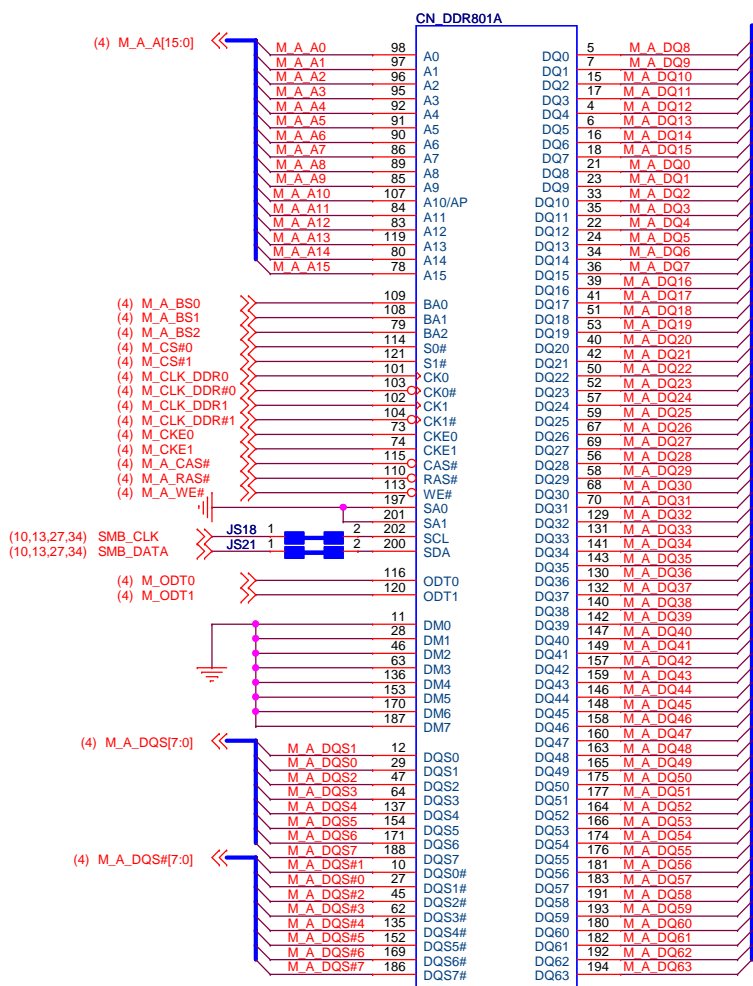 CN_DDR801A
(4) M_A_A[15:0]
M_A_A0 98 A0
M_A_A1 97 A1
M_A_A2 96 A2
M_A_A3 95 A3
M_A_A4 92 A4
M_A_A5 91 A5
M_A_A6 90 A6
M_A_A7 86 A7
M_A_A8 89 A8
M_A_A9 85 A9
M_A_A10 107 A10/AP
M_A_A11 84 A11
M_A_A12 83 A12
M_A_A13 119 A13
M_A_A14 80 A14
M_A_A15 78 A15
(4) M_A_BS0 109 BA0
(4) M_A_BS1 108 BA1
(4) M_A_BS2 79 BA2
(4) M_CS#0 114 S0#
(4) M_CS#1 121 S1#
(4) M_CLK_DDR0 101 CK0
(4) M_CLK_DDR#0 103 CK0#
(4) M_CLK_DDR1 102 CK1
(4) M_CLK_DDR#1 104 CK1#
(4) M_CKE0 73 CKE0
(4) M_CKE1 74 CKE1
(4) M_A_CAS# 115 CAS#
(4) M_A_RAS# 110 RAS#
(4) M_A_WE# 113 WE#
197 SA0
201 SA1
(10,13,27,34) SMB_CLK JS18 1 2 202 SCL
(10,13,27,34) SMB_DATA JS21 1 2 200 SDA
(4) M_ODT0 116 ODT0
(4) M_ODT1 120 ODT1
11 DM0
28 DM1
46 DM2
63 DM3
136 DM4
153 DM5
170 DM6
187 DM7
(4) M_A_DQS[7:0]
M_A_DQS1 12 DQS0
M_A_DQS0 29 DQS1
M_A_DQS2 47 DQS2
M_A_DQS3 64 DQS3
M_A_DQS4 137 DQS4
M_A_DQS5 154 DQS5
M_A_DQS6 171 DQS6
M_A_DQS7 188 DQS7
(4) M_A_DQS#[7:0]
M_A_DQS#1 10 DQS0#
M_A_DQS#0 27 DQS1#
M_A_DQS#2 45 DQS2#
M_A_DQS#3 62 DQS3#
M_A_DQS#4 135 DQS4#
M_A_DQS#5 152 DQS5#
M_A_DQS#6 169 DQS6#
M_A_DQS#7 186 DQS7#
DQ0 5 M_A_DQ8
DQ1 7 M_A_DQ9
DQ2 15 M_A_DQ10
DQ3 17 M_A_DQ11
DQ4 4 M_A_DQ12
DQ5 6 M_A_DQ13
DQ6 16 M_A_DQ14
DQ7 18 M_A_DQ15
DQ8 21 M_A_DQ0
DQ9 23 M_A_DQ1
DQ10 33 M_A_DQ2
DQ11 35 M_A_DQ3
DQ12 22 M_A_DQ4
DQ13 24 M_A_DQ5
DQ14 34 M_A_DQ6
DQ15 36 M_A_DQ7
DQ16 39 M_A_DQ16
DQ17 41 M_A_DQ17
DQ18 51 M_A_DQ18
DQ19 53 M_A_DQ19
DQ20 40 M_A_DQ20
DQ21 42 M_A_DQ21
DQ22 50 M_A_DQ22
DQ23 52 M_A_DQ23
DQ24 57 M_A_DQ24
DQ25 59 M_A_DQ25
DQ26 67 M_A_DQ26
DQ27 69 M_A_DQ27
DQ28 56 M_A_DQ28
DQ29 58 M_A_DQ29
DQ30 68 M_A_DQ30
DQ31 70 M_A_DQ31
DQ32 129 M_A_DQ32
DQ33 131 M_A_DQ33
DQ34 141 M_A_DQ34
DQ35 143 M_A_DQ35
DQ36 130 M_A_DQ36
DQ37 132 M_A_DQ37
DQ38 140 M_A_DQ38
DQ39 142 M_A_DQ39
DQ40 147 M_A_DQ40
DQ41 149 M_A_DQ41
DQ42 157 M_A_DQ42
DQ43 159 M_A_DQ43
DQ44 146 M_A_DQ44
DQ45 148 M_A_DQ45
DQ46 158 M_A_DQ46
DQ47 160 M_A_DQ47
DQ48 163 M_A_DQ48
DQ49 165 M_A_DQ49
DQ50 175 M_A_DQ50
DQ51 177 M_A_DQ51
DQ52 164 M_A_DQ52
DQ53 166 M_A_DQ53
DQ54 174 M_A_DQ54
DQ55 176 M_A_DQ55
DQ56 181 M_A_DQ56
DQ57 183 M_A_DQ57
DQ58 191 M_A_DQ58
DQ59 193 M_A_DQ59
DQ60 180 M_A_DQ60
DQ61 182 M_A_DQ61
DQ62 192 M_A_DQ62
DQ63 194 M_A_DQ63